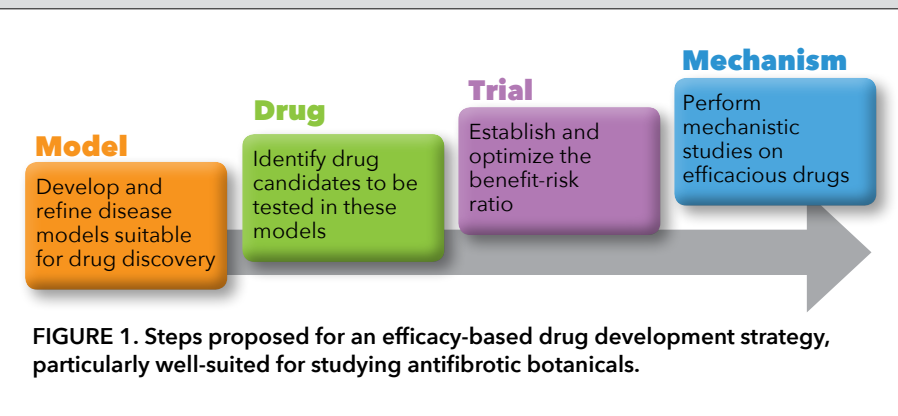 Model
Develop and
refine disease
models suitable
for drug discovery
Drug
Identify drug
candidates to be
tested in these
models
Trial
Establish and
optimize the
benefit-risk
ratio
Mechanism
Perform
mechanistic
studies on
efficacious drugs
FIGURE 1. Steps proposed for an efficacy-based drug development strategy,
particularly well-suited for studying antifibrotic botanicals.